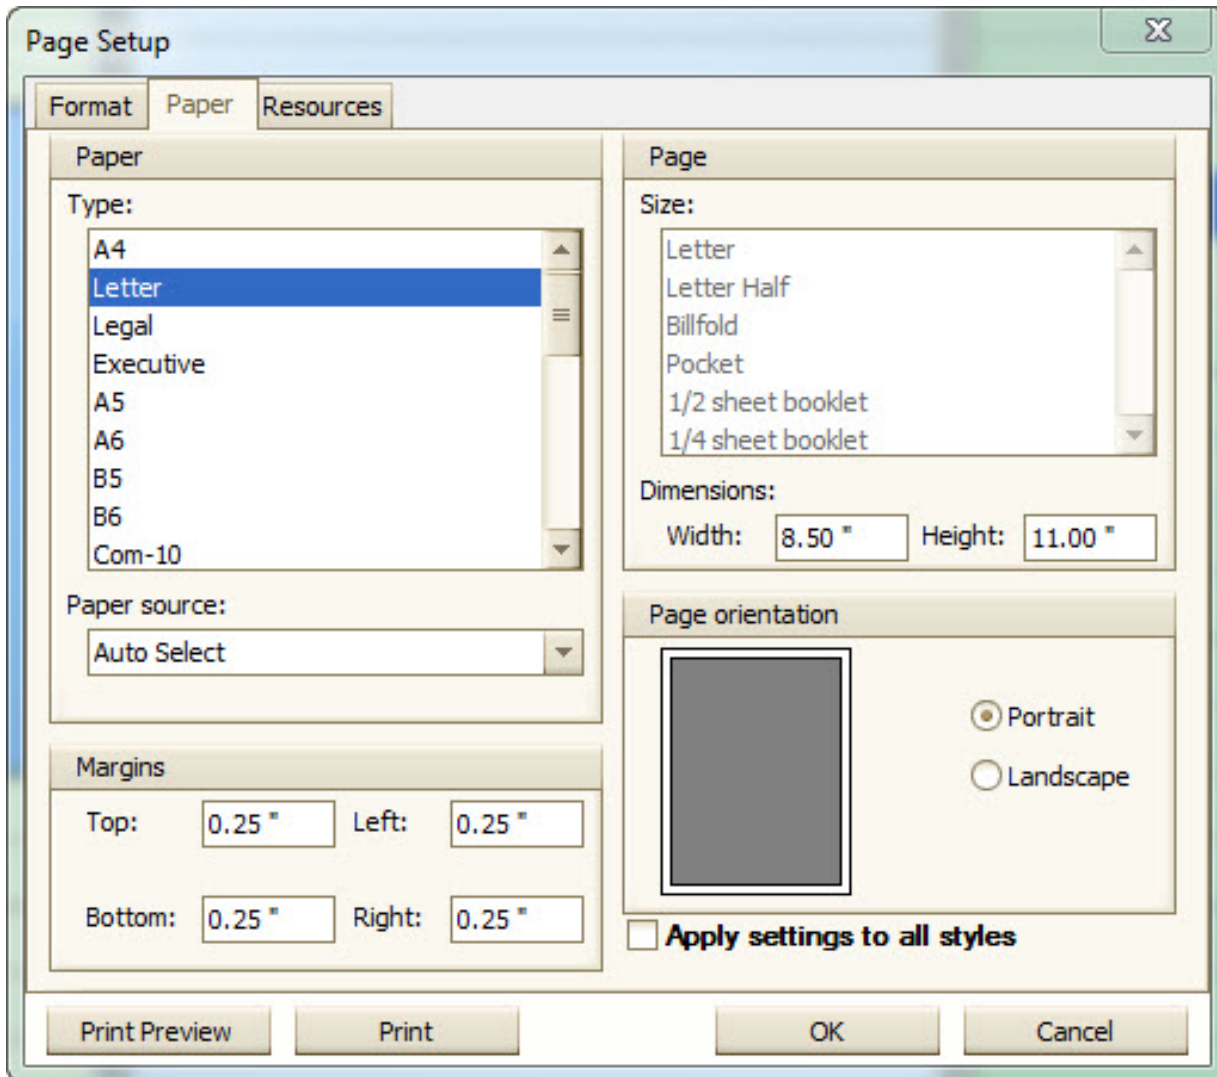 Page Setup
Format Paper Resources
Paper
Type:
A4
Letter
Legal
Executive
A5
A6
B5
B6
Com-10
Paper source:
Auto Select
Margins
Top: 0.25 " Left: 0.25 "
Bottom: 0.25 " Right: 0.25 "
Page
Size:
Letter
Letter Half
Billfold
Pocket
1/2 sheet booklet
1/4 sheet booklet
Dimensions:
Width: 8.50 " Height: 11.00 "
Page orientation
Portrait
Landscape
Apply settings to all styles
Print Preview Print OK Cancel